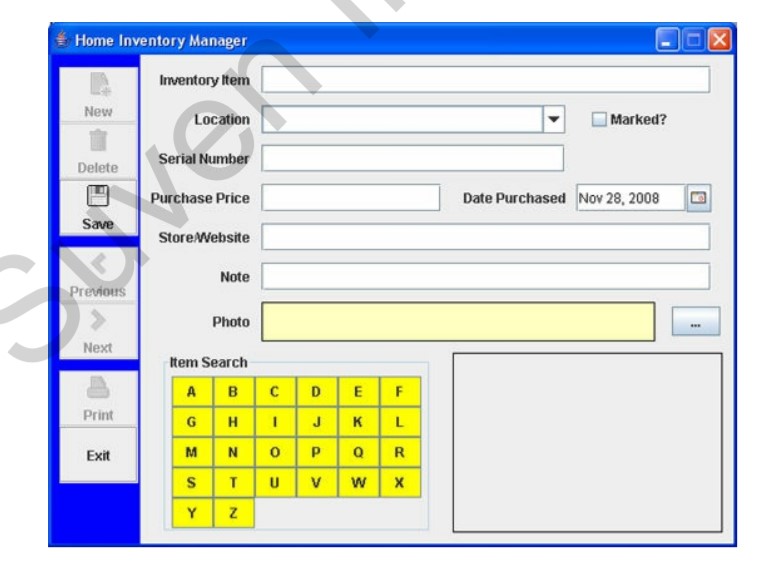 Home Inventory Manager
New
Delete
Save
Previous
Next
Print
Exit
Inventory Item
Location
Marked?
Serial Number
Purchase Price
Date Purchased Nov 28, 2008
Store/Website
Note
Photo
...
Item Search
A B C D E F
G H I J K L
M N O P Q R
S T U V W X
Y Z
Suven